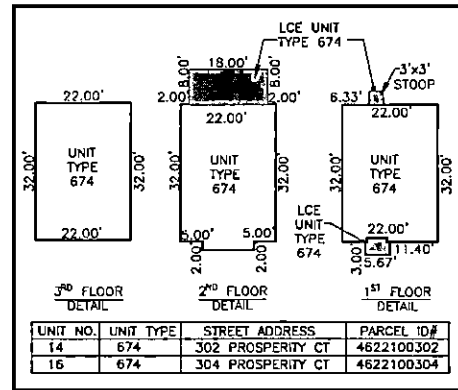 LCE UNIT
TYPE 674
18.00'
8.00'
8.00'
3'x3'
STOOP
2.00'
2.00'
6.33'
22.00'
22.00'
22.00'
32.00'
UNIT
TYPE
674
32.00'
32.00'
UNIT
TYPE
674
32.00'
32.00'
UNIT
TYPE
674
32.00'
LCE
UNIT
TYPE
674
22.00'
22.00'
5.00'
5.00'
2.00'
2.00'
3.00'
5.67'
11.40'
3RD FLOOR
DETAIL
2ND FLOOR
DETAIL
1ST FLOOR
DETAIL
UNIT NO. UNIT TYPE STREET ADDRESS PARCEL ID#
14 674 302 PROSPERITY CT 4622100302
16 674 304 PROSPERITY CT 4622100304